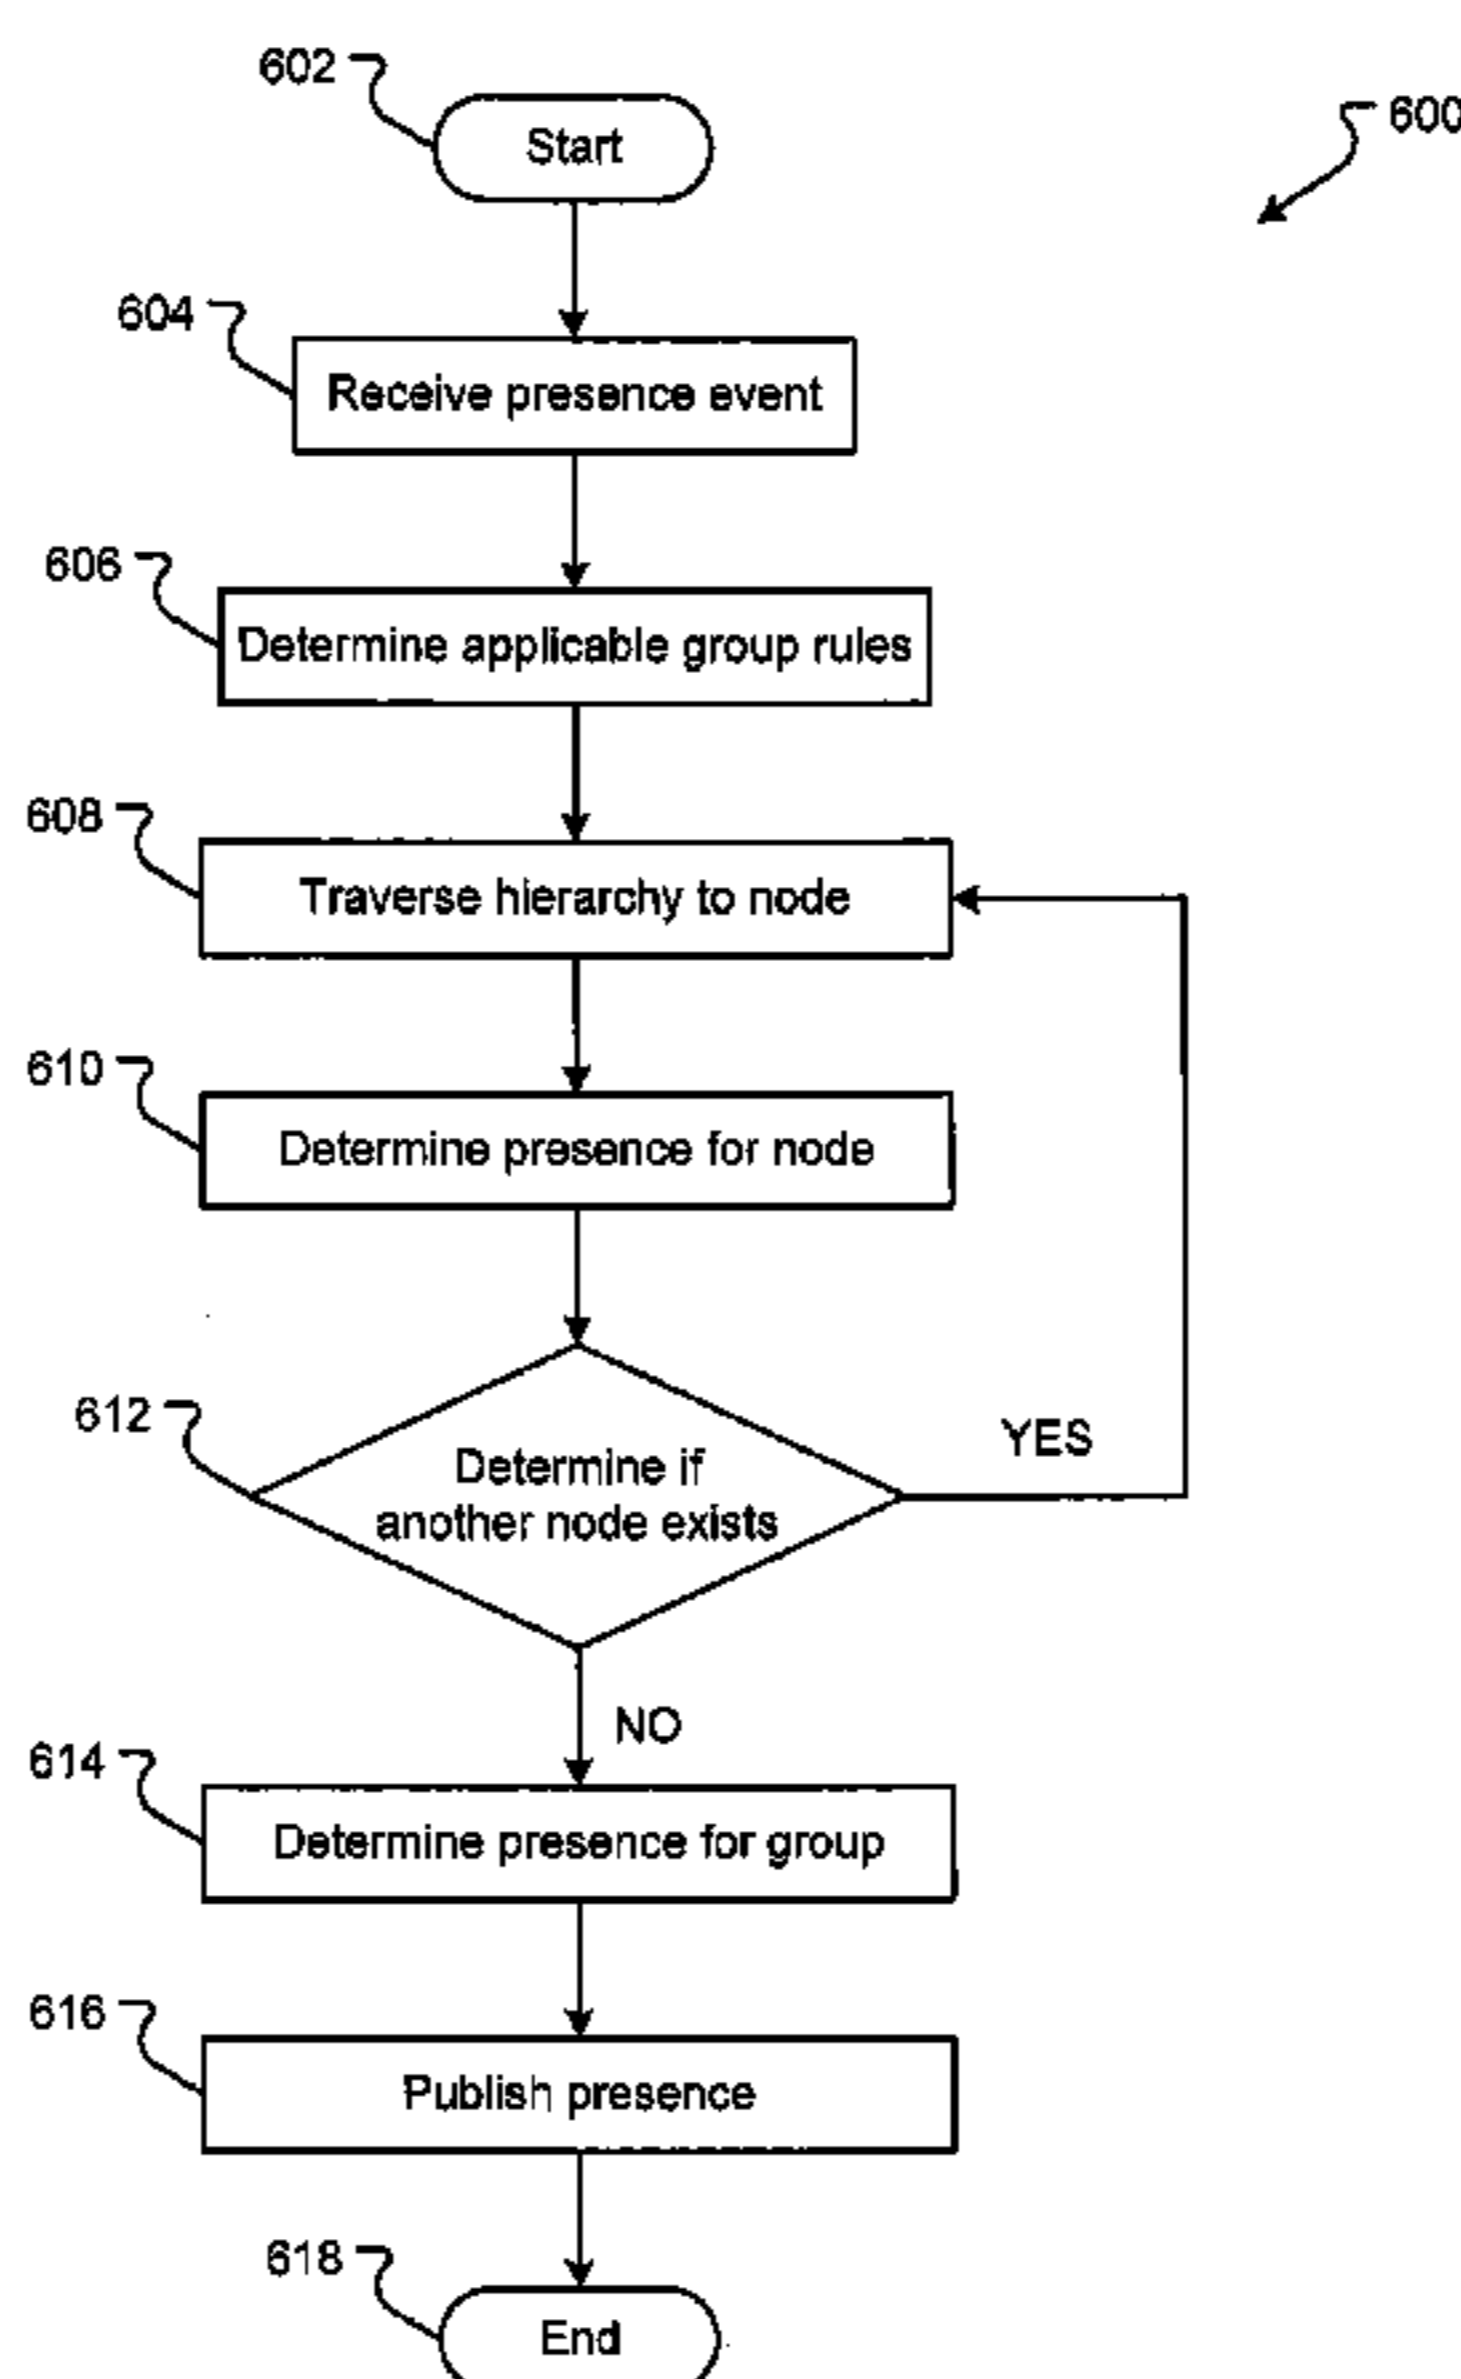 602
Start
600
604
Receive presence event
606
Determine applicable group rules
608
Traverse hierarchy to node
610
Determine presence for node
612
Determine if
another node exists
YES
NO
614
Determine presence for group
616
Publish presence
618
End